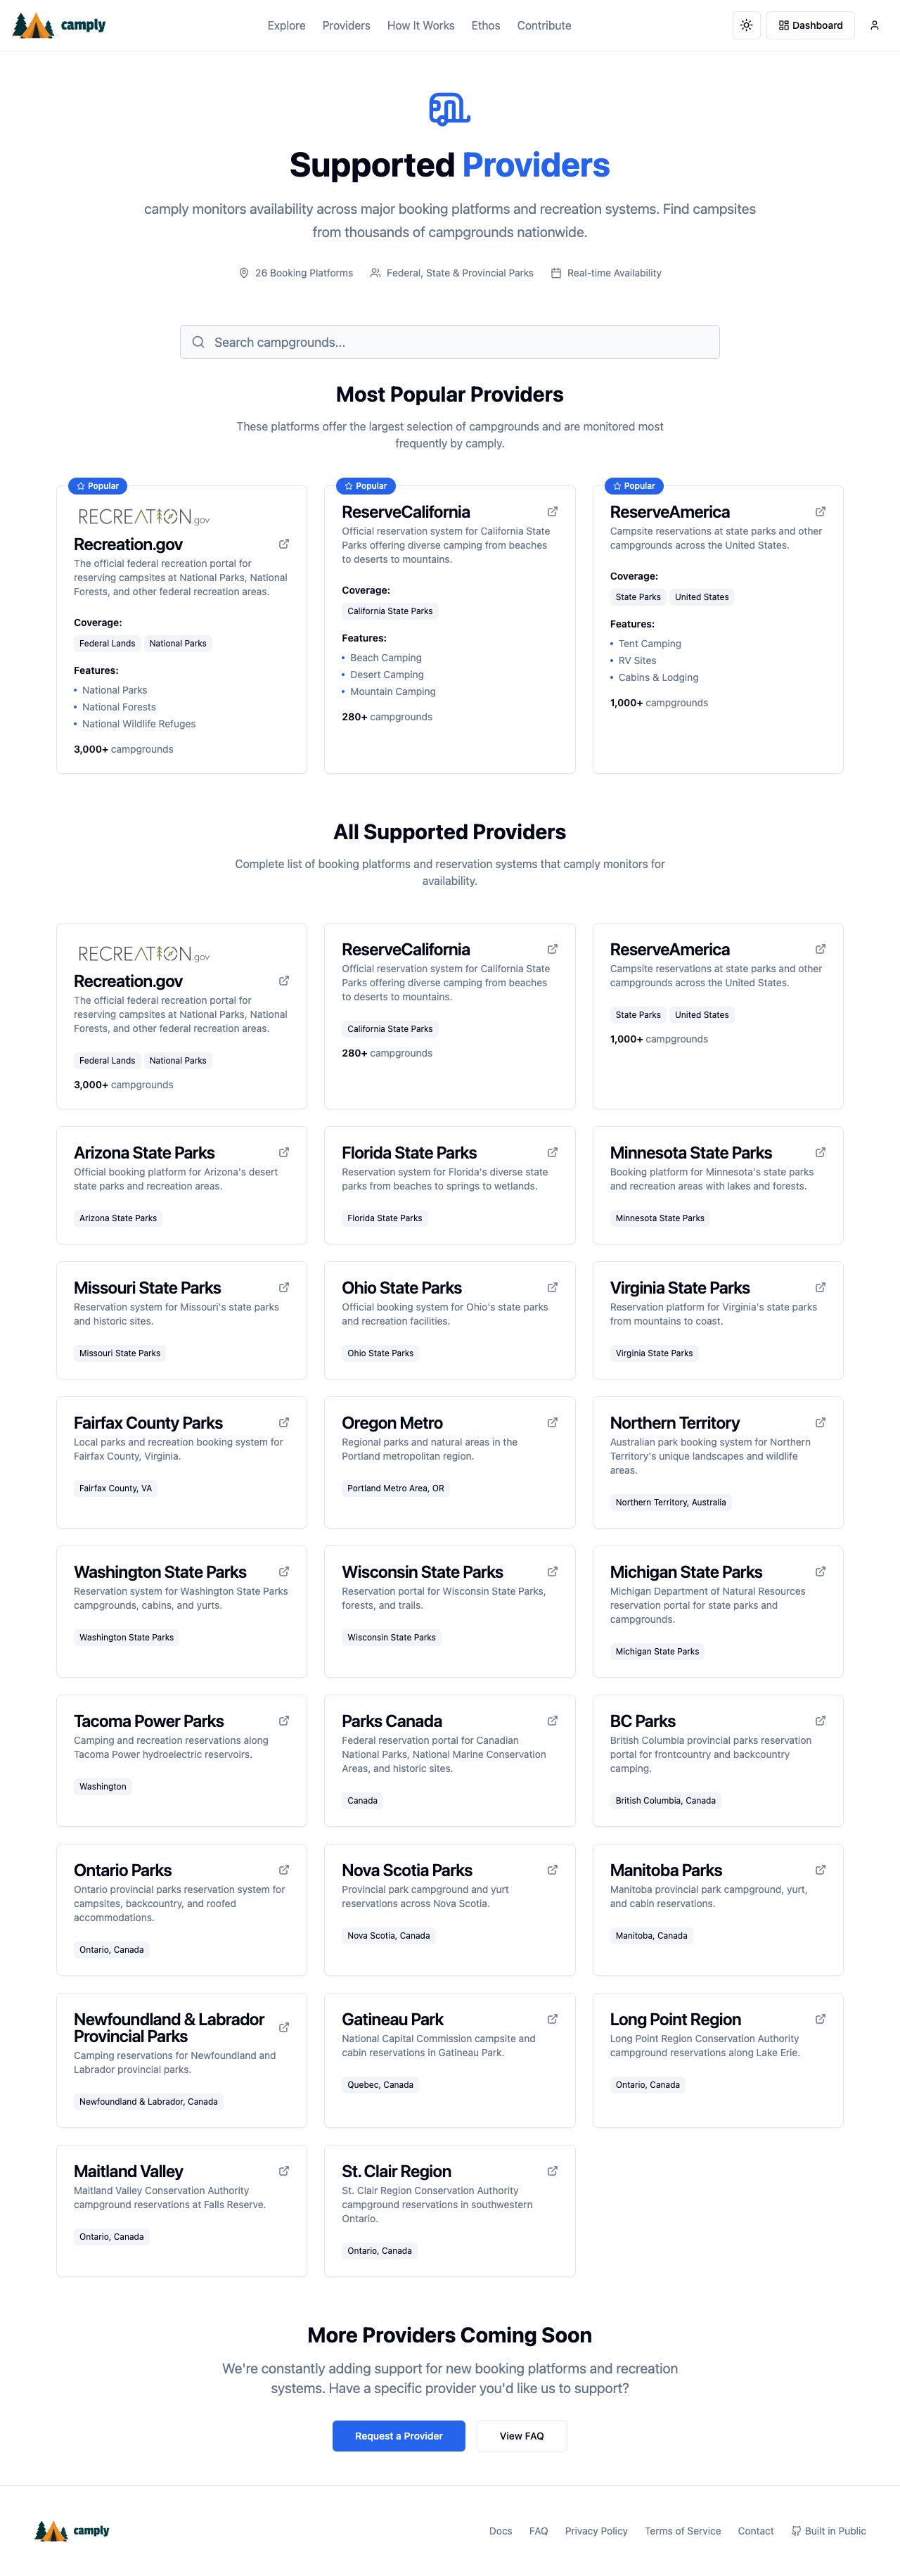 camply
Explore Providers How It Works Ethos Contribute
Dashboard
Supported Providers
camply monitors availability across major booking platforms and recreation systems. Find campsites
from thousands of campgrounds nationwide.
26 Booking Platforms Federal, State & Provincial Parks Real-time Availability
Search campgrounds...
Most Popular Providers
These platforms offer the largest selection of campgrounds and are monitored most
frequently by camply.
Popular
RECREATION.gov
Recreation.gov
The official federal recreation portal for
reserving campsites at National Parks, National
Forests, and other federal recreation areas.
Coverage:
Federal Lands National Parks
Features:
National Parks
National Forests
National Wildlife Refuges
3,000+ campgrounds
Popular
ReserveCalifornia
Official reservation system for California State
Parks offering diverse camping from beaches
to deserts to mountains.
Coverage:
California State Parks
Features:
Beach Camping
Desert Camping
Mountain Camping
280+ campgrounds
Popular
ReserveAmerica
Campsite reservations at state parks and other
campgrounds across the United States.
Coverage:
State Parks United States
Features:
Tent Camping
RV Sites
Cabins & Lodging
1,000+ campgrounds
All Supported Providers
Complete list of booking platforms and reservation systems that camply monitors for
availability.
RECREATION.gov
Recreation.gov
The official federal recreation portal for
reserving campsites at National Parks, National
Forests, and other federal recreation areas.
Federal Lands National Parks
3,000+ campgrounds
ReserveCalifornia
Official reservation system for California State
Parks offering diverse camping from beaches
to deserts to mountains.
California State Parks
280+ campgrounds
ReserveAmerica
Campsite reservations at state parks and other
campgrounds across the United States.
State Parks United States
1,000+ campgrounds
Arizona State Parks
Official booking platform for Arizona's desert
state parks and recreation areas.
Arizona State Parks
Florida State Parks
Reservation system for Florida's diverse state
parks from beaches to springs to wetlands.
Florida State Parks
Minnesota State Parks
Booking platform for Minnesota's state parks
and recreation areas with lakes and forests.
Minnesota State Parks
Missouri State Parks
Reservation system for Missouri's state parks
and historic sites.
Missouri State Parks
Ohio State Parks
Official booking system for Ohio's state parks
and recreation facilities.
Ohio State Parks
Virginia State Parks
Reservation platform for Virginia's state parks
from mountains to coast.
Virginia State Parks
Fairfax County Parks
Local parks and recreation booking system for
Fairfax County, Virginia.
Fairfax County, VA
Oregon Metro
Regional parks and natural areas in the
Portland metropolitan region.
Portland Metro Area, OR
Northern Territory
Australian park booking system for Northern
Territory's unique landscapes and wildlife
areas.
Northern Territory, Australia
Washington State Parks
Reservation system for Washington State Parks
campgrounds, cabins, and yurts.
Washington State Parks
Wisconsin State Parks
Reservation portal for Wisconsin State Parks,
forests, and trails.
Wisconsin State Parks
Michigan State Parks
Michigan Department of Natural Resources
reservation portal for state parks and
campgrounds.
Michigan State Parks
Tacoma Power Parks
Camping and recreation reservations along
Tacoma Power hydroelectric reservoirs.
Washington
Parks Canada
Federal reservation portal for Canadian
National Parks, National Marine Conservation
Areas, and historic sites.
Canada
BC Parks
British Columbia provincial parks reservation
portal for frontcountry and backcountry
camping.
British Columbia, Canada
Ontario Parks
Ontario provincial parks reservation system for
campsites, backcountry, and roofed
accommodations.
Ontario, Canada
Nova Scotia Parks
Provincial park campground and yurt
reservations across Nova Scotia.
Nova Scotia, Canada
Manitoba Parks
Manitoba provincial park campground, yurt,
and cabin reservations.
Manitoba, Canada
Newfoundland & Labrador
Provincial Parks
Camping reservations for Newfoundland and
Labrador provincial parks.
Newfoundland & Labrador, Canada
Gatineau Park
National Capital Commission campsite and
cabin reservations in Gatineau Park.
Quebec, Canada
Long Point Region
Long Point Region Conservation Authority
campground reservations along Lake Erie.
Ontario, Canada
Maitland Valley
Maitland Valley Conservation Authority
campground reservations at Falls Reserve.
Ontario, Canada
St. Clair Region
St. Clair Region Conservation Authority
campground reservations in southwestern
Ontario.
Ontario, Canada
More Providers Coming Soon
We're constantly adding support for new booking platforms and recreation
systems. Have a specific provider you'd like us to support?
Request a Provider View FAQ
camply
Docs FAQ Privacy Policy Terms of Service Contact Built in Public